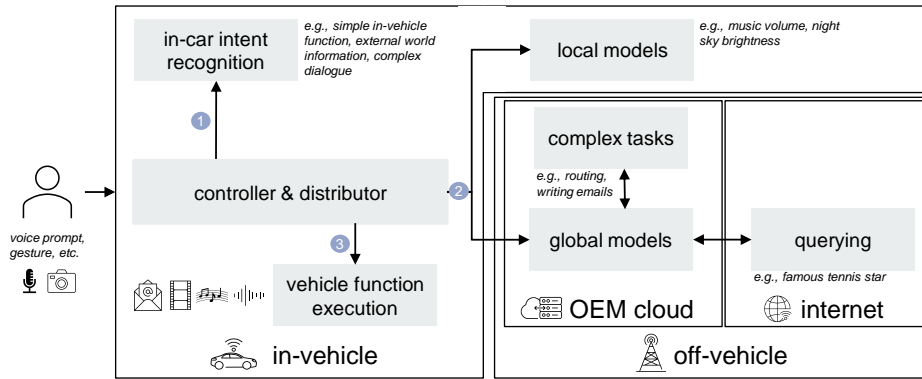 in-car intent
recognition
e.g., simple in-vehicle
function, external world
information, complex
dialogue
local models
e.g., music volume, night
sky brightness
1
complex tasks
e.g., routing,
writing emails
controller & distributor
2
voice prompt,
gesture, etc.
3
global models
querying
e.g., famous tennis star
vehicle function
execution
OEM cloud
internet
in-vehicle
off-vehicle